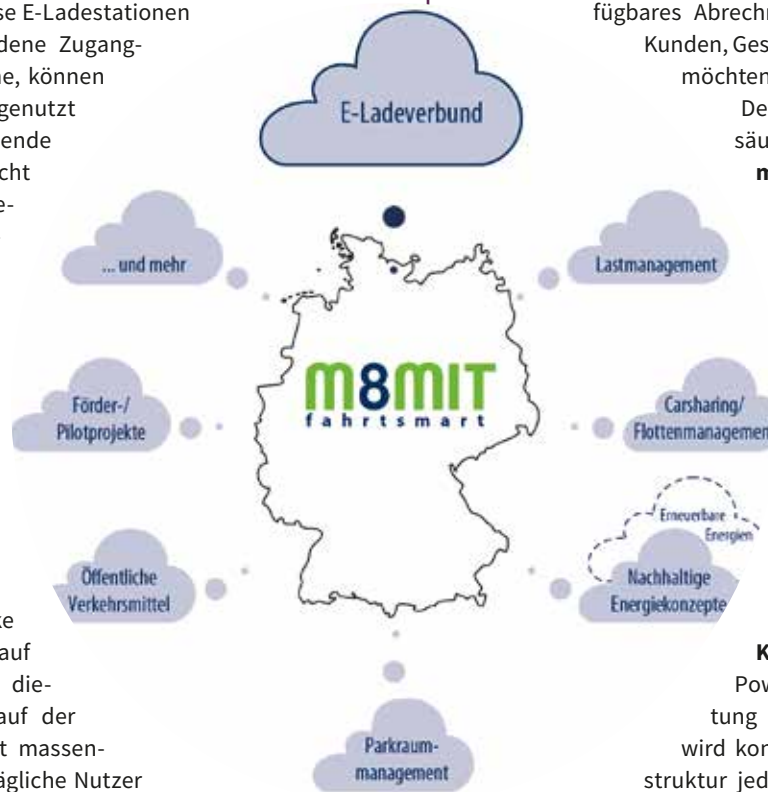 se E-Ladestationen
dene Zugang-
ne, können
genutzt
ende
cht
e-
ke
auf
die-
auf der
t massen-
ägliche Nutzer
E-Ladeverbund
... und mehr
Lastmanagement
m8mit
fahrtsmart
Förder-/
Pilotprojekte
Carsharing/
Flottenmanagemen
Erneuerbare
Energien
Öffentliche
Verkehrsmittel
Nachhaltige
Energiekonzepte
Parkraum-
management
fügbares Abrech
Kunden, Ges
möchten
De
säu
m
K
Pow
tung
wird kon
struktur jed